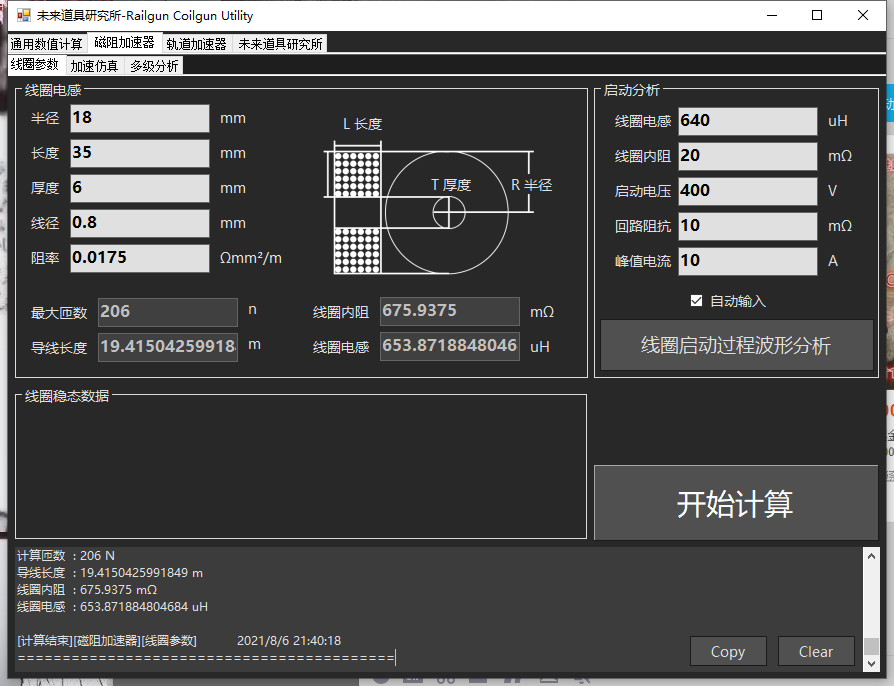 未来道具研究所-Railgun Coilgun Utility
通用数值计算 磁阻加速器 轨道加速器 未来道具研究所
线圈参数 加速仿真 多级分析
线圈电感
半径 18 mm
长度 35 mm
厚度 6 mm
线径 0.8 mm
阻率 0.0175 Ωmm²/m
L 长度
T 厚度
R 半径
最大匝数 206 n
线圈内阻 675.9375 mΩ
导线长度 19.41504259918 m
线圈电感 653.8718848046 uH
启动分析
线圈电感 640 uH
线圈内阻 20 mΩ
启动电压 400 V
回路阻抗 10 mΩ
峰值电流 10 A
自动输入
线圈启动过程波形分析
线圈稳态数据
开始计算
计算匝数 : 206 N
导线长度 : 19.4150425991849 m
线圈内阻 : 675.9375 mΩ
线圈电感 : 653.871884804684 uH
[计算结束][磁阻加速器][线圈参数] 2021/8/6 21:40:18
========================================
Copy Clear